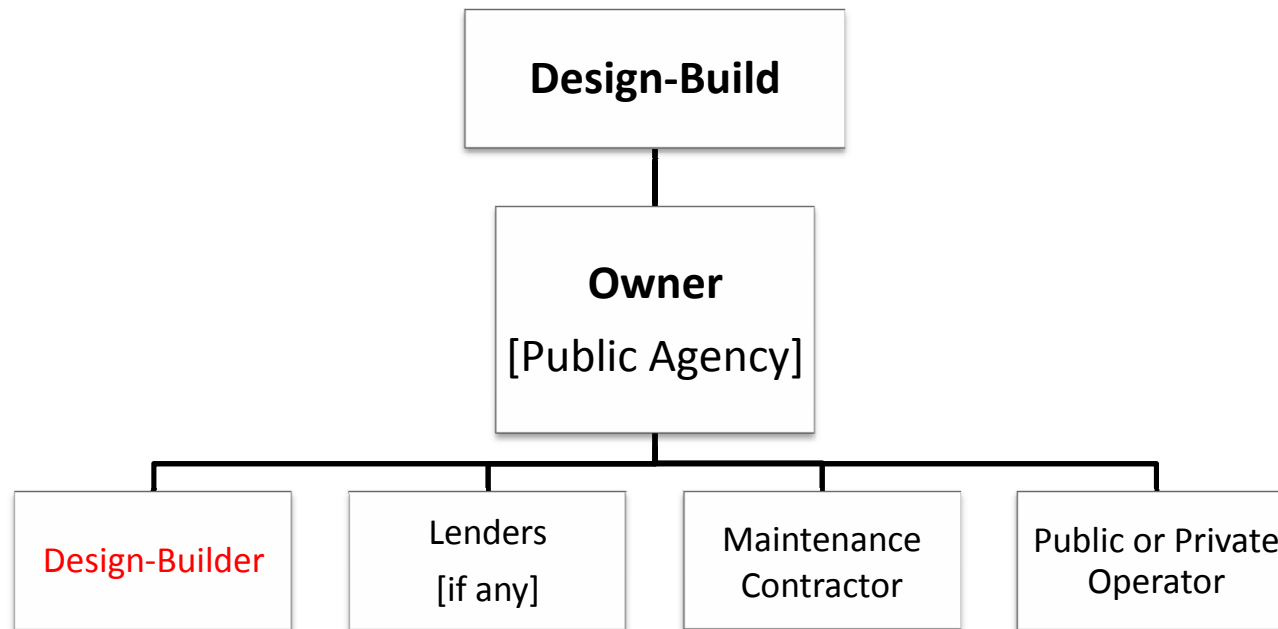 Design-Build
Owner
[Public Agency]
Design-Builder
Lenders
[if any]
Maintenance
Contractor
Public or Private
Operator